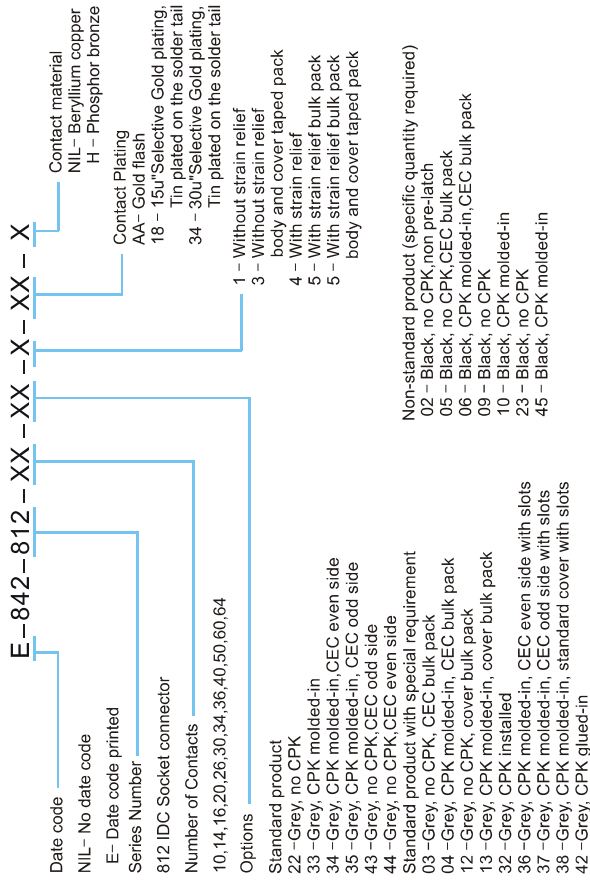 E–842–812–XX–XX–X–XX–X
Date code
NIL– No date code
E– Date code printed
Series Number
812 IDC Socket connector
Number of Contacts
10,14,16,20,26,30,34,36,40,50,60,64
Options
Standard product
22 –Grey, no CPK
33 –Grey, CPK molded-in
34 –Grey, CPK molded-in,CEC even side
35 –Grey, CPK molded-in, CEC odd side
43 –Grey, no CPK,CEC odd side
44 –Grey, no CPK,CEC even side
Standard product with special requirement
03 –Grey, no CPK, CEC bulk pack
04 –Grey, CPK molded-in, CEC bulk pack
12 –Grey, no CPK, cover bulk pack
13 –Grey, CPK molded-in, cover bulk pack
32 –Grey, CPK installed
36 –Grey, CPK molded-in, CEC even side with slots
37 –Grey, CPK molded-in, CEC odd side with slots
38 –Grey, CPK molded-in, standard cover with slots
42 –Grey, CPK glued-in
Contact material
NIL– Beryllium copper
H – Phosphor bronze
Contact Plating
AA– Gold flash
18 – 15u"Selective Gold plating,
Tin plated on the solder tail
34 – 30u"Selective Gold plating,
Tin plated on the solder tail
1 – Without strain relief
3 – Without strain relief
body and cover taped pack
4 – With strain relief
5 – With strain relief bulk pack
5 – With strain relief bulk pack
body and cover taped pack
Non-standard product (specific quantity required)
02 – Black, no CPK,non pre-latch
05 – Black, no CPK,CEC bulk pack
06 – Black, CPK molded-in,CEC bulk pack
09 – Black, no CPK
10 – Black, CPK molded-in
23 – Black, no CPK
45 – Black, CPK molded-in